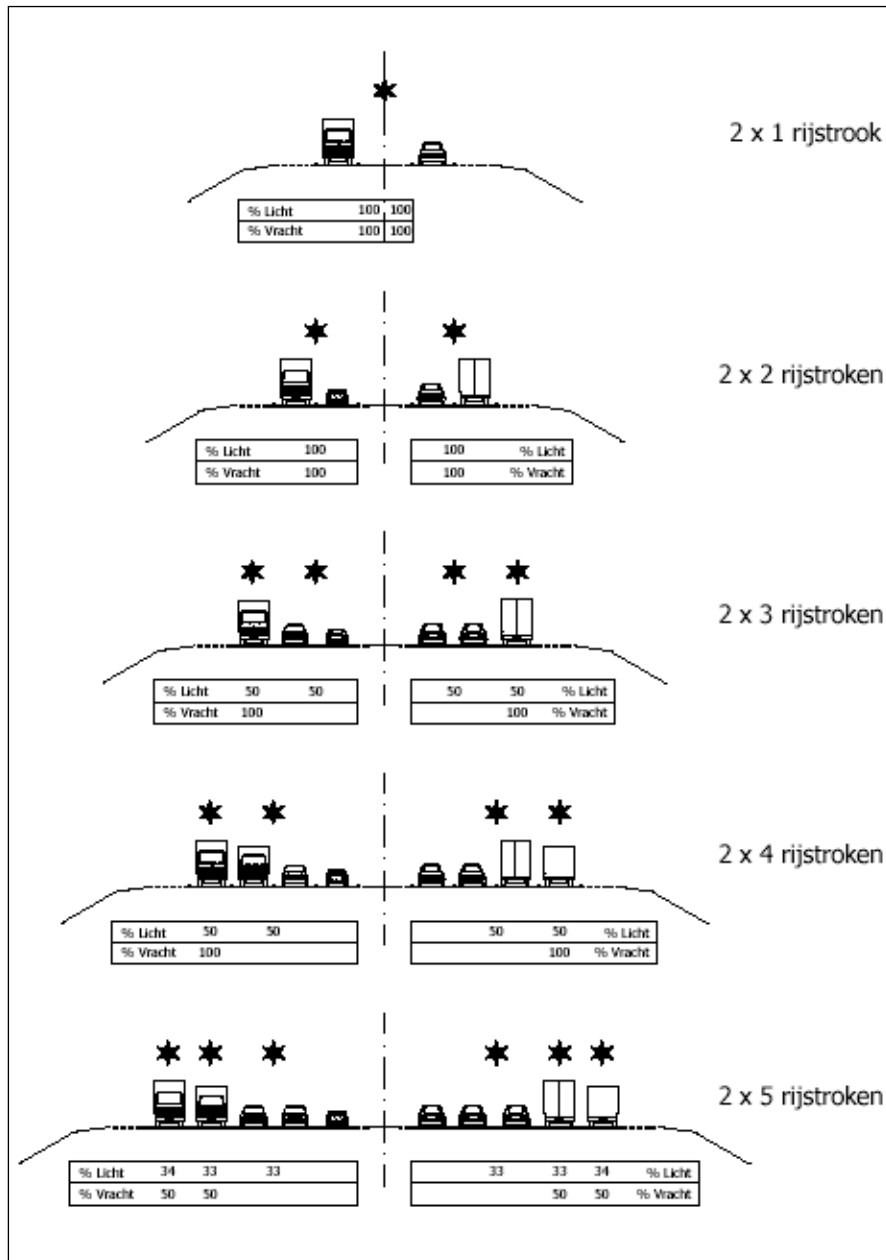 2 x 1 rijstrook
% Licht 100 100
% Vracht 100 100
2 x 2 rijstroken
% Licht 100 100 % Licht
% Vracht 100 100 % Vracht
2 x 3 rijstroken
% Licht 50 50 50 50 % Licht
% Vracht 100 100 % Vracht
2 x 4 rijstroken
% Licht 50 50 50 50 % Licht
% Vracht 100 100 % Vracht
2 x 5 rijstroken
% Licht 34 33 33 33 33 34 % Licht
% Vracht 50 50 50 50 % Vracht